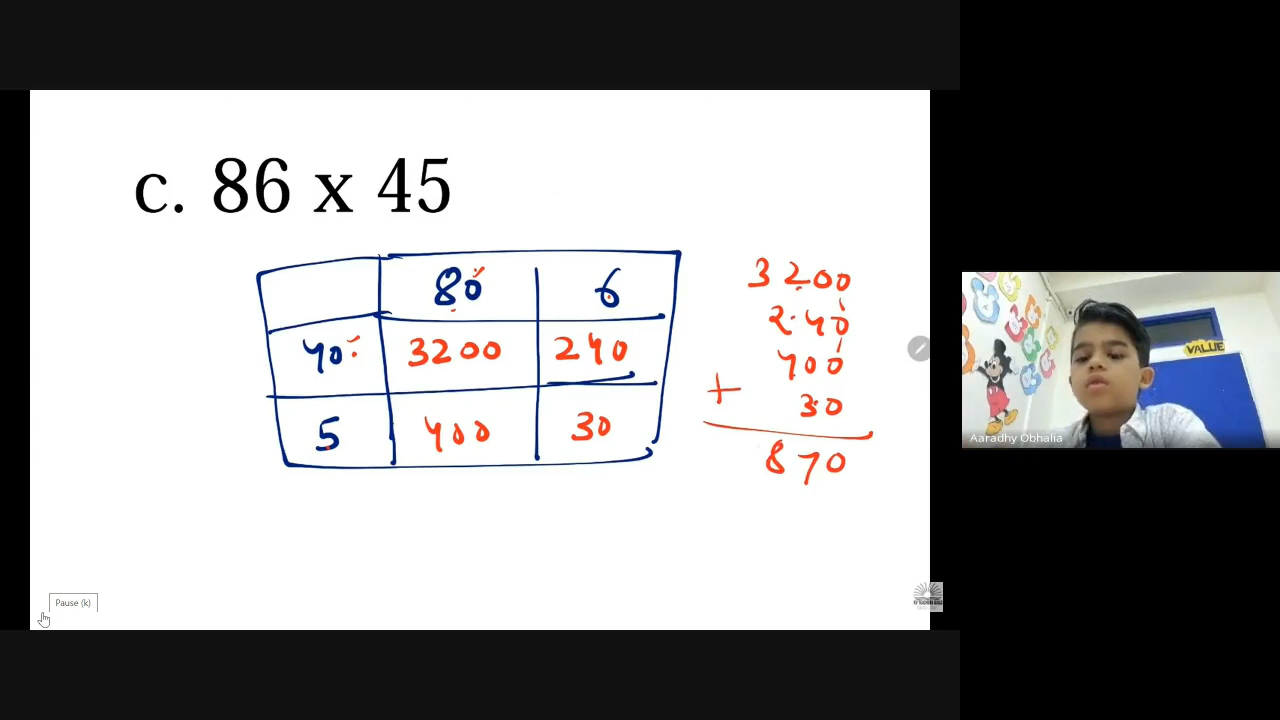 c. 86 x 45
80 6
40 3200 240
5 400 30
3200
240
400
+ 30
870
VALUE
Aaradhy Obhalia
Pause (k)